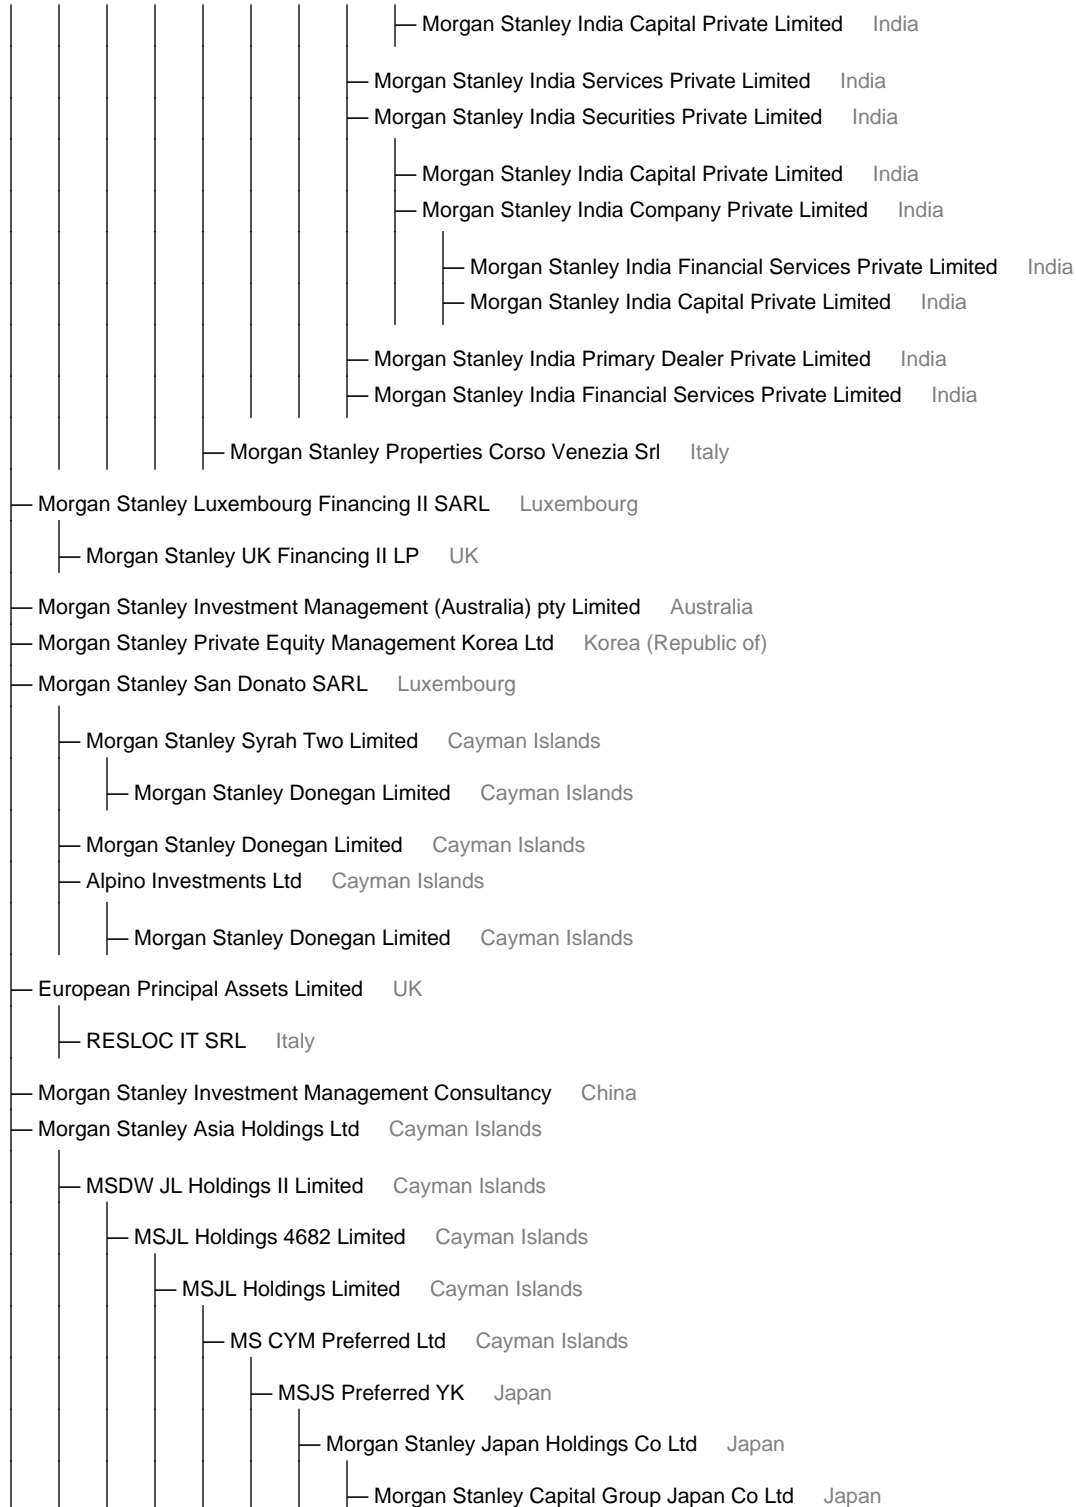 Morgan Stanley India Capital Private Limited India
Morgan Stanley India Services Private Limited India
Morgan Stanley India Securities Private Limited India
Morgan Stanley India Capital Private Limited India
Morgan Stanley India Company Private Limited India
Morgan Stanley India Financial Services Private Limited India
Morgan Stanley India Capital Private Limited India
Morgan Stanley India Primary Dealer Private Limited India
Morgan Stanley India Financial Services Private Limited India
Morgan Stanley Properties Corso Venezia Srl Italy
Morgan Stanley Luxembourg Financing II SARL Luxembourg
Morgan Stanley UK Financing II LP UK
Morgan Stanley Investment Management (Australia) pty Limited Australia
Morgan Stanley Private Equity Management Korea Ltd Korea (Republic of)
Morgan Stanley San Donato SARL Luxembourg
Morgan Stanley Syrah Two Limited Cayman Islands
Morgan Stanley Donegan Limited Cayman Islands
Morgan Stanley Donegan Limited Cayman Islands
Alpino Investments Ltd Cayman Islands
Morgan Stanley Donegan Limited Cayman Islands
European Principal Assets Limited UK
RESLOC IT SRL Italy
Morgan Stanley Investment Management Consultancy China
Morgan Stanley Asia Holdings Ltd Cayman Islands
MSDW JL Holdings II Limited Cayman Islands
MSJL Holdings 4682 Limited Cayman Islands
MSJL Holdings Limited Cayman Islands
MS CYM Preferred Ltd Cayman Islands
MSJS Preferred YK Japan
Morgan Stanley Japan Holdings Co Ltd Japan
Morgan Stanley Capital Group Japan Co Ltd Japan